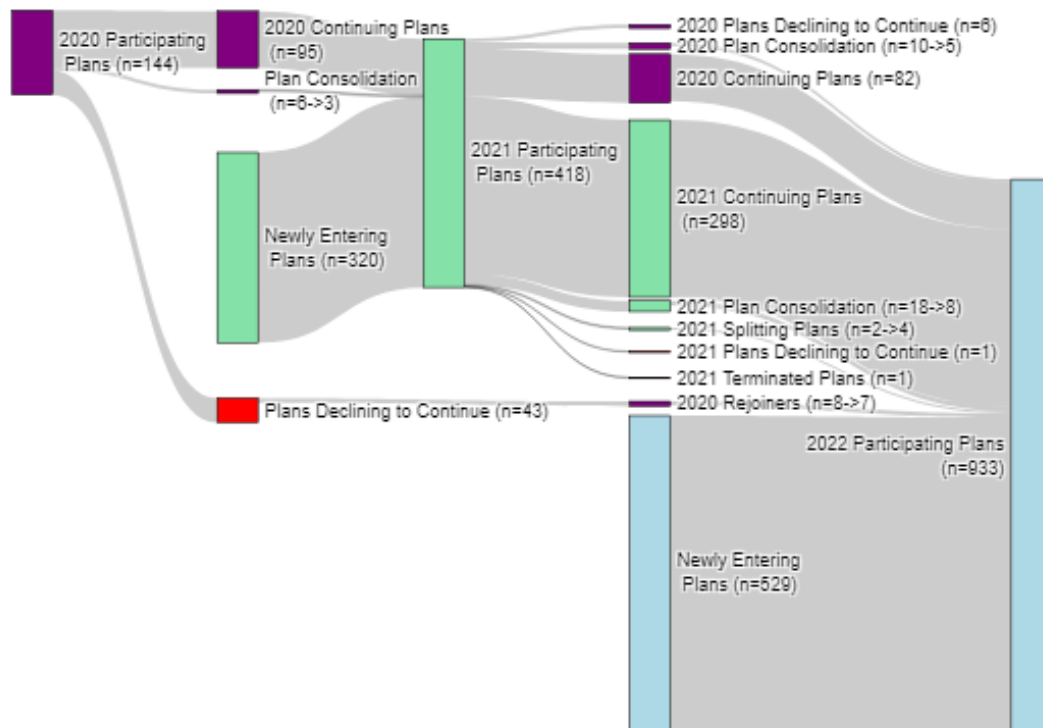 2020 Participating
Plans (n=144)
2020 Continuing Plans
(n=95)
Plan Consolidation
(n=6->3)
Newly Entering
Plans (n=320)
Plans Declining to Continue (n=43)
2021 Participating
Plans (n=418)
2020 Plans Declining to Continue (n=6)
2020 Plan Consolidation (n=10->5)
2020 Continuing Plans (n=82)
2021 Continuing Plans
(n=298)
2021 Plan Consolidation (n=18->8)
2021 Splitting Plans (n=2->4)
2021 Plans Declining to Continue (n=1)
2021 Terminated Plans (n=1)
2020 Rejoiners (n=8->7)
Newly Entering
Plans (n=529)
2022 Participating Plans
(n=933)